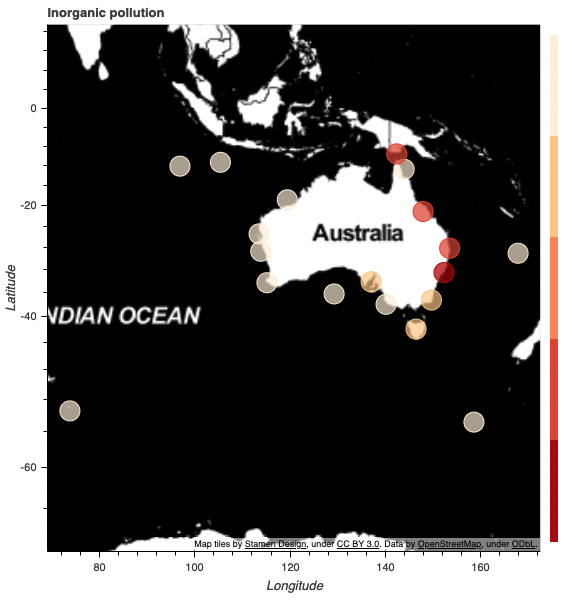 Inorganic pollution
0
-20
-40
-60
Latitude
Australia
NDIAN OCEAN
Map tiles by Stamen Design, under CC BY 3.0. Data by OpenStreetMap, under ODbL.
80
100
120
140
160
Longitude